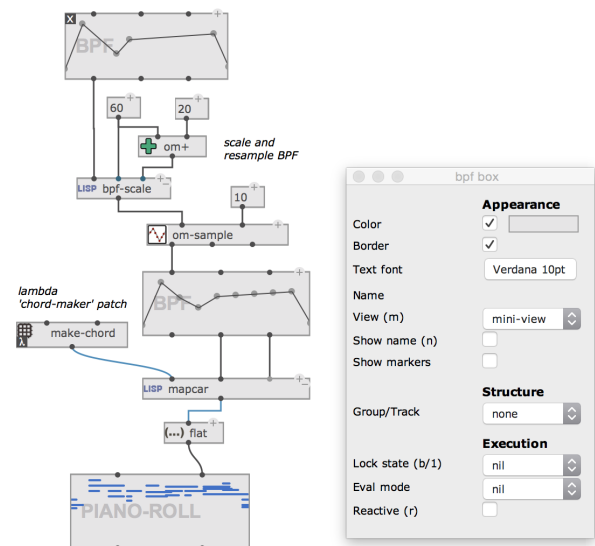 X
BPF
60
20
om+
scale and
resample BPF
LISP bpf-scale
10
om-sample
lambda
'chord-maker' patch
BPF
make-chord
λ
LISP mapcar
(...) flat
PIANO-ROLL
bpf box
Appearance
Color
Border
Text font Verdana 10pt
Name
View (m) mini-view
Show name (n)
Show markers
Structure
Group/Track none
Execution
Lock state (b/1) nil
Eval mode nil
Reactive (r)